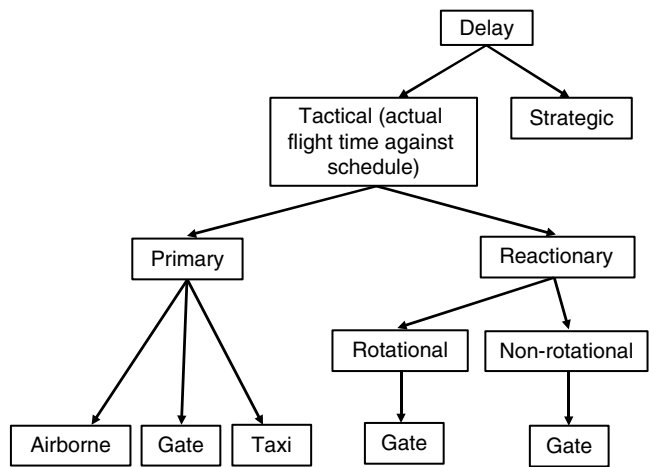 Delay
Tactical (actual
flight time against
schedule)
Strategic
Primary
Reactionary
Rotational
Non-rotational
Airborne
Gate
Taxi
Gate
Gate